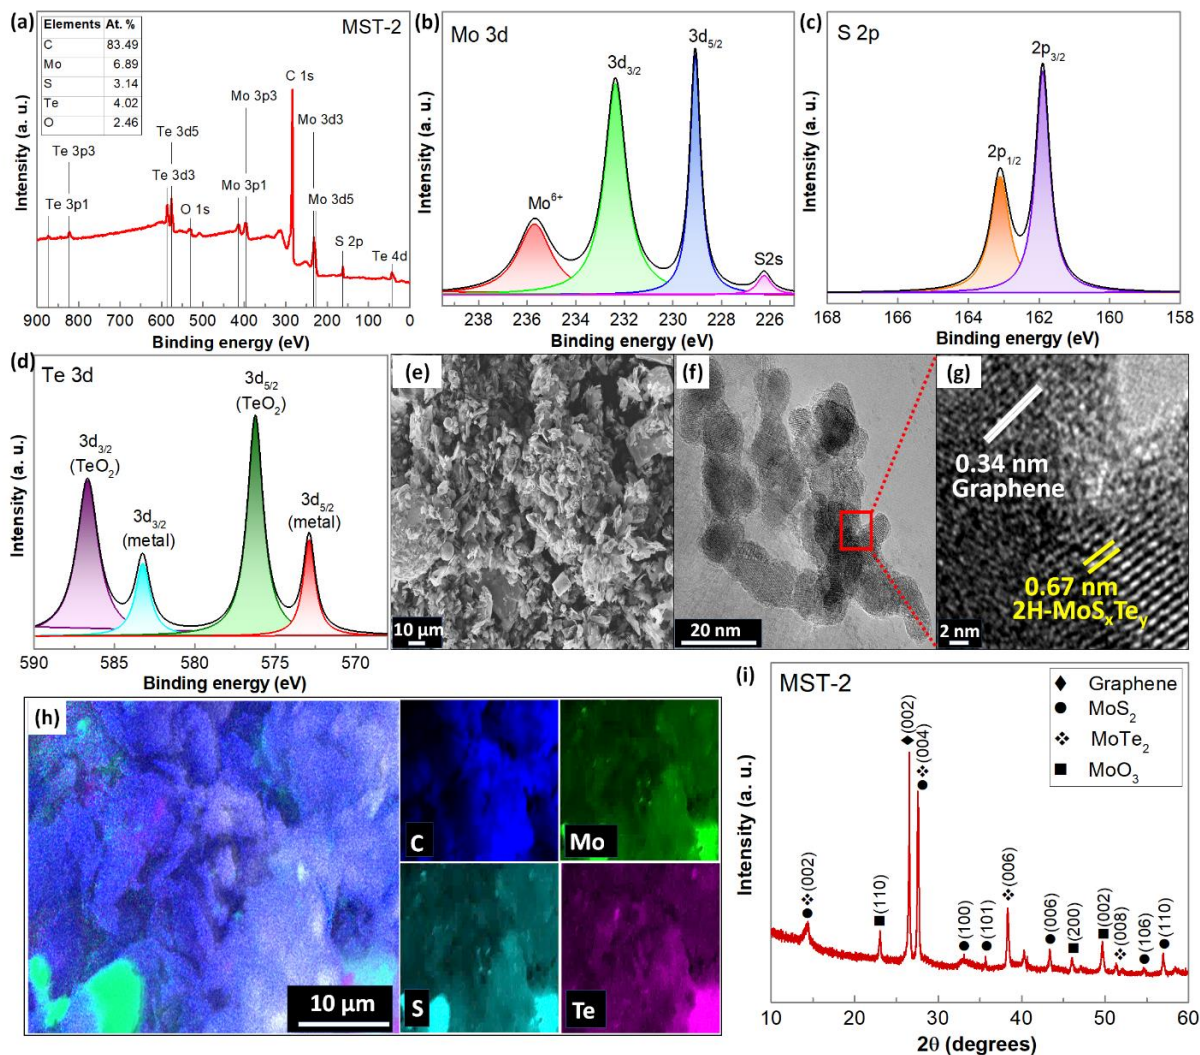 (a)
Elements At. %
C 83.49
Mo 6.89
S 3.14
Te 4.02
O 2.46
MST-2
C 1s
Mo 3p3
Mo 3d3
Te 3d5
Te 3p3
Te 3d3
Mo 3p1
Te 3p1
O 1s
Mo 3d5
S 2p
Te 4d
Intensity (a. u.)
900 800 700 600 500 400 300 200 100 0
Binding energy (eV)
(b)
Mo 3d
3d5/2
3d3/2
Mo6+
S2s
Intensity (a. u.)
238 236 234 232 230 228 226
Binding energy (eV)
(c)
S 2p
2p3/2
2p1/2
Intensity (a. u.)
168 166 164 162 160 158
Binding energy (eV)
(d)
Te 3d
3d5/2
(TeO2)
3d3/2
(TeO2)
3d5/2
(metal)
3d3/2
(metal)
Intensity (a. u.)
590 585 580 575 570
Binding energy (eV)
(e)
10 µm
(f)
20 nm
(g)
0.34 nm
Graphene
0.67 nm
2H-MoSxTey
2 nm
(h)
10 µm
C
Mo
S
Te
(i)
MST-2
Graphene
MoS2
MoTe2
MoO3
(002)
(004)
(002)
(110)
(100)
(101)
(006)
(006)
(200)
(002)
(008)
(106)
(110)
Intensity (a. u.)
10 20 30 40 50 60
2θ (degrees)